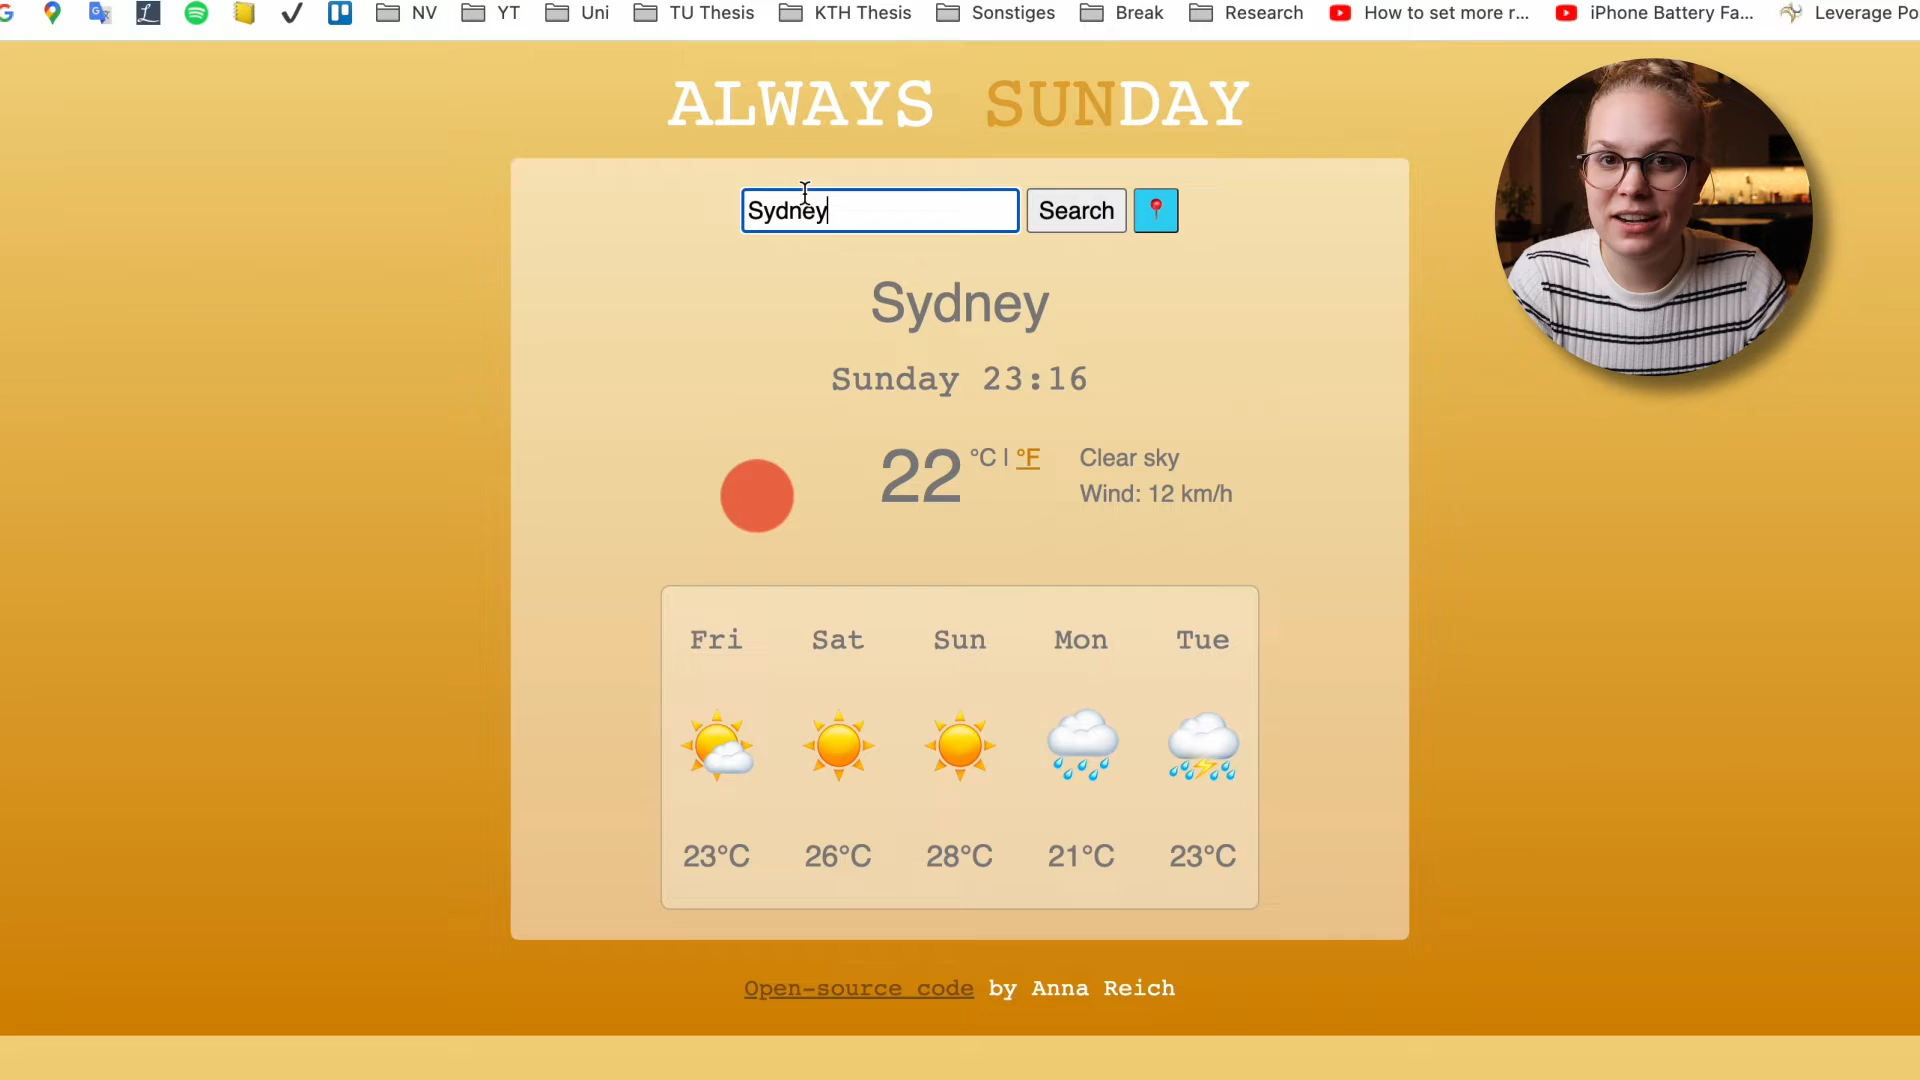 NV YT Uni TU Thesis KTH Thesis Sonstiges Break Research How to set more r... iPhone Battery Fa... Leverage Po
ALWAYS SUNDAY
Sydney Search
Sydney
Sunday 23:16
22 °C | °F Clear sky
Wind: 12 km/h
Fri Sat Sun Mon Tue
23°C 26°C 28°C 21°C 23°C
Open-source code by Anna Reich